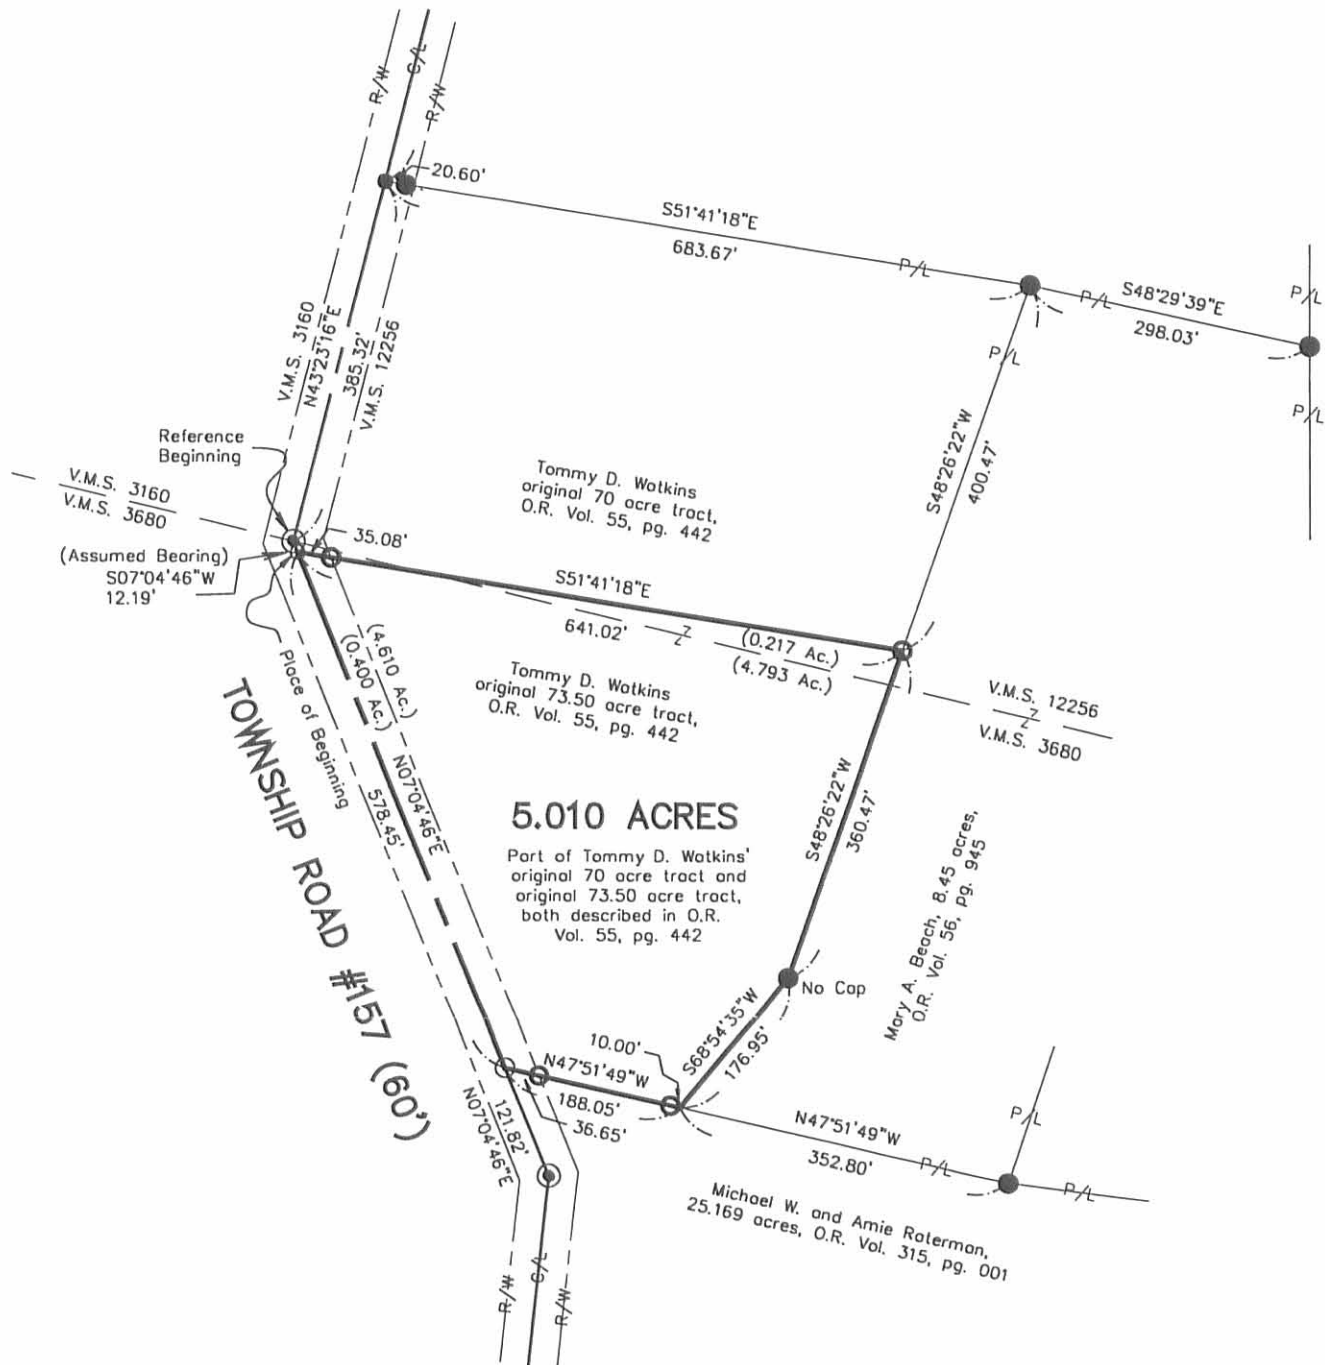 R/W
C/L
R/W
20.60'
S51°41'18"E
683.67'
P/L
P/L
S48°29'39"E
298.03'
P/L
P/L
P/L
V.M.S. 3160
N43°23'16"E
385.32'
V.M.S. 12256
S48°26'22"W
400.47'
Reference
Beginning
V.M.S. 3160
V.M.S. 3680
(Assumed Bearing)
S07°04'46"W
12.19'
35.08'
Tommy D. Watkins
original 70 acre tract,
O.R. Vol. 55, pg. 442
S51°41'18"E
641.02'
Z
(0.217 Ac.)
(4.793 Ac.)
V.M.S. 12256
Z
V.M.S. 3680
Tommy D. Watkins
original 73.50 acre tract,
O.R. Vol. 55, pg. 442
(4.610 Ac.)
(0.400 Ac.)
Place of Beginning
N07°04'46"E
578.45'
TOWNSHIP ROAD #157 (60')
5.010 ACRES
Part of Tommy D. Watkins'
original 70 acre tract and
original 73.50 acre tract,
both described in O.R.
Vol. 55, pg. 442
S48°26'22"W
360.47'
Mary A. Beach, 8.45 acres,
O.R. Vol. 56, pg. 945
No Cap
S68°54'35"W
176.95'
10.00'
N47°51'49"W
188.05'
36.65'
121.82'
N07°04'46"E
N47°51'49"W
352.80'
P/L
P/L
P/L
Michael W. and Amie Raterman,
25.169 acres, O.R. Vol. 315, pg. 001
R/W
C/L
R/W